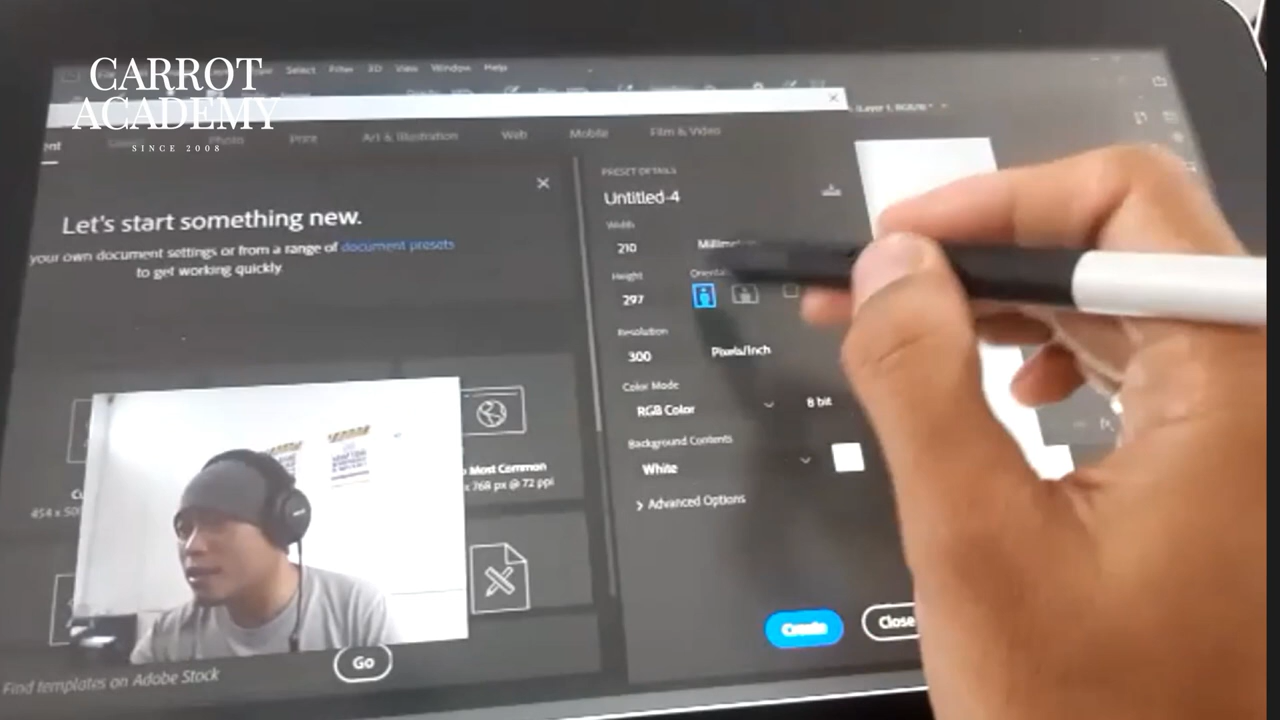 CARROT
ACADEMY
SINCE 2008
Select Filter 3D View Window Help
Print Art & Illustration Web Mobile Film & Video
PRESET DETAILS
Untitled-4
Let's start something new.
your own document settings or from a range of document presets
to get working quickly.
Width
210
Height
297
Resolution
300 Pixels/Inch
Color Mode
RGB Color 8 bit
Background Contents
White
Advanced Options
Most Common
x 768 px @ 72 ppi
Create Close
Go
Find templates on Adobe Stock